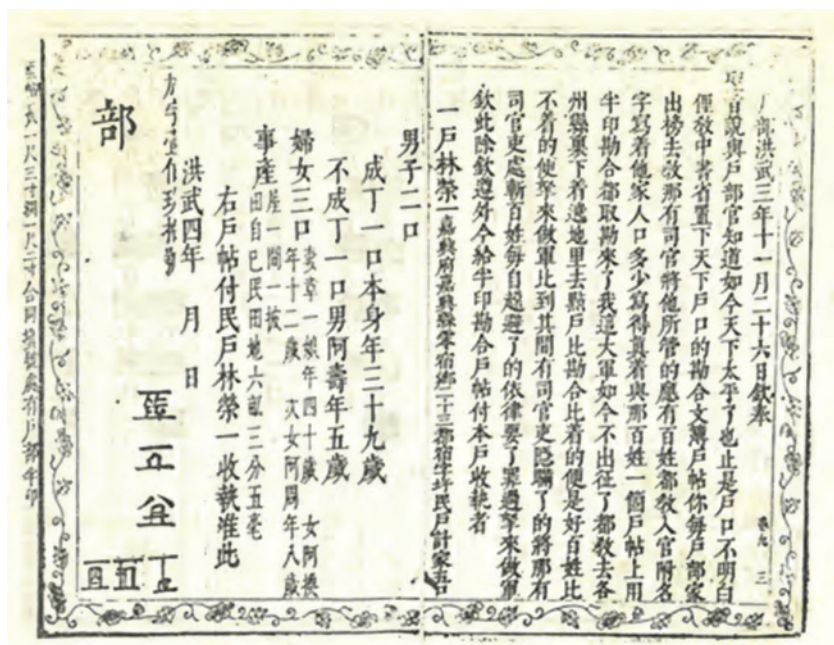 户部洪武三年十一月二十六日欽奉
聖旨說與戶部官知道如今天下太平了也止是戶口不明白
俚教中書省置下天下戶口的勘合文簿戶帖你每戶部家
出榜去教那有司官將他所管的應有百姓都教入官附名
字寫着他家人口多少寫得真着與那百姓一個戶帖上用
半印勘合都取勘來了我這大軍如今不出征了都教去各
州縣裏下着遶地里去點戶比勘合比着的便是好百姓比
不着的便拏來做軍比到其間有司官吏隱瞞了的將那有
司官吏處斬百姓每自趓避了的依律要了罪過拏來做軍
欽此除欽遵外今給半印勘合戶帖付本戶收執者
一戶林榮一嘉興府嘉興縣零宿鄉二十三都宿字圩民戶計家五口
男子二口
成丁一口本身年三十九歲
不成丁一口男阿壽年五歲
婦女三口 妻章一娘年四十歲 女阿換
年十二歲 次女阿周年八歲
事產 屋一間一披
田自己民田地六畝三分五毫
右戶帖付民戶林榮一收執准此
洪武四年 月 日
部
卷九 三